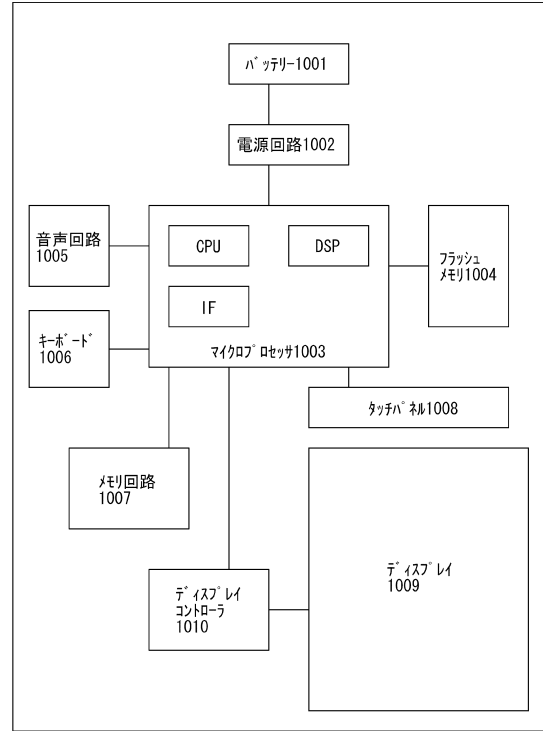 ﾊﾞｯﾃﾘｰ1001
電源回路1002
音声回路
1005
CPU
DSP
ﾌﾗｯｼｭ
ﾒﾓﾘ1004
IF
ｷｰﾎﾞｰﾄﾞ
1006
ﾏｲｸﾛﾌﾟﾛｾｯｻ1003
ﾀｯﾁﾊﾟﾈﾙ1008
ﾒﾓﾘ回路
1007
ﾃﾞｨｽﾌﾟﾚｲ
1009
ﾃﾞｨｽﾌﾟﾚｲ
ｺﾝﾄﾛｰﾗ
1010